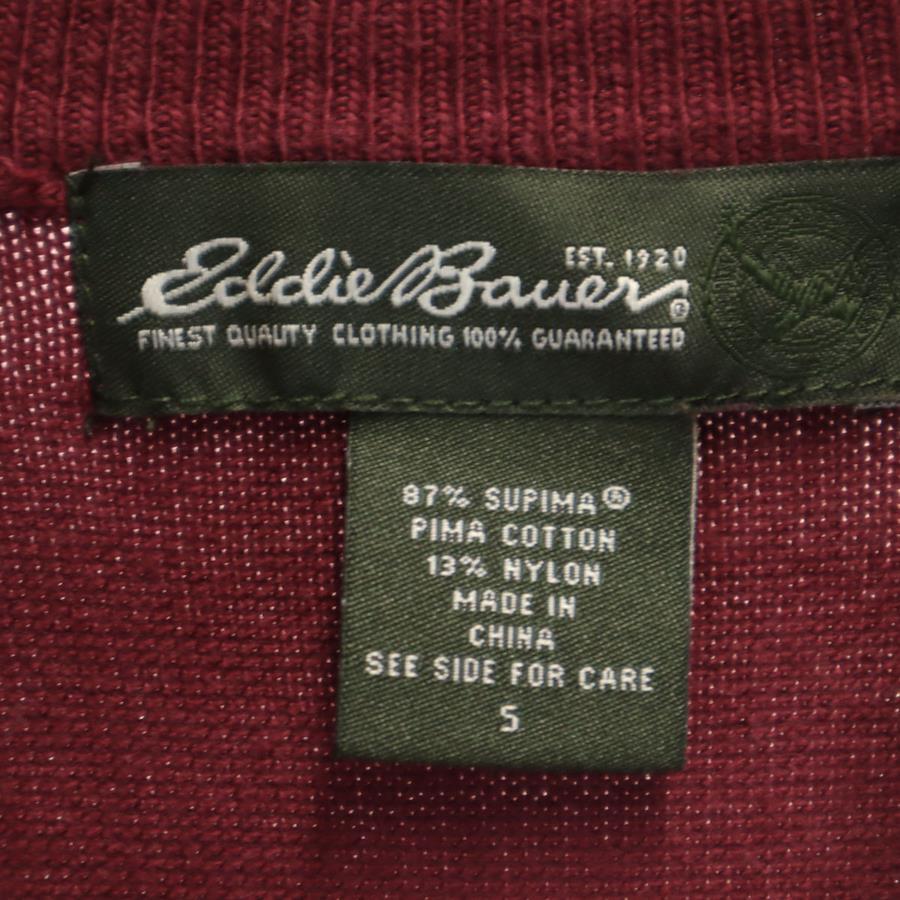 Eddie Bauer
EST. 1920
®
FINEST QUALITY CLOTHING 100% GUARANTEED
87% SUPIMA®
PIMA COTTON
13% NYLON
MADE IN
CHINA
SEE SIDE FOR CARE
S